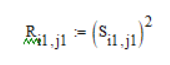 R_{i1,j1} := (S_{i1,j1})^2